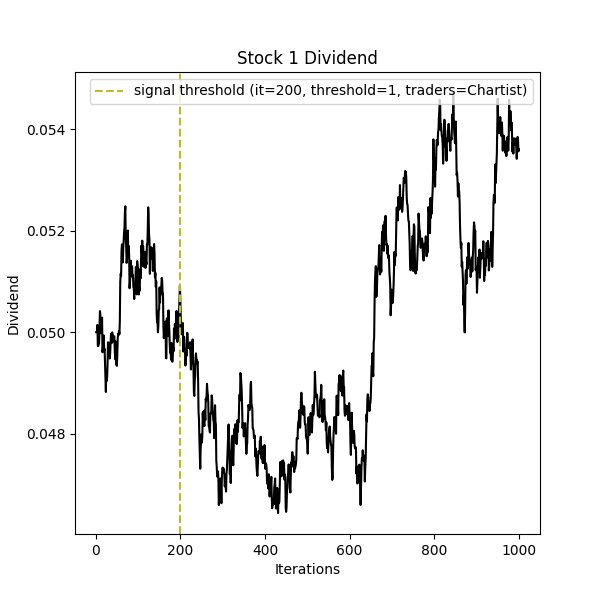 Stock 1 Dividend
signal threshold (it=200, threshold=1, traders=Chartist)
0.054
0.052
0.050
0.048
Dividend
0 200 400 600 800 1000
Iterations